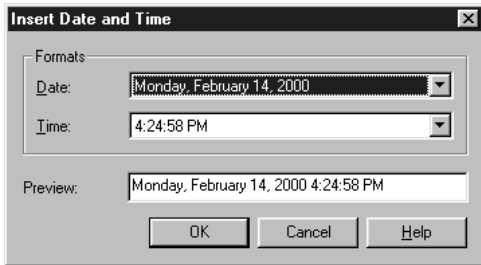 Insert Date and Time
Formats
Date: Monday, February 14, 2000
Time: 4:24:58 PM
Preview: Monday, February 14, 2000 4:24:58 PM
OK Cancel Help